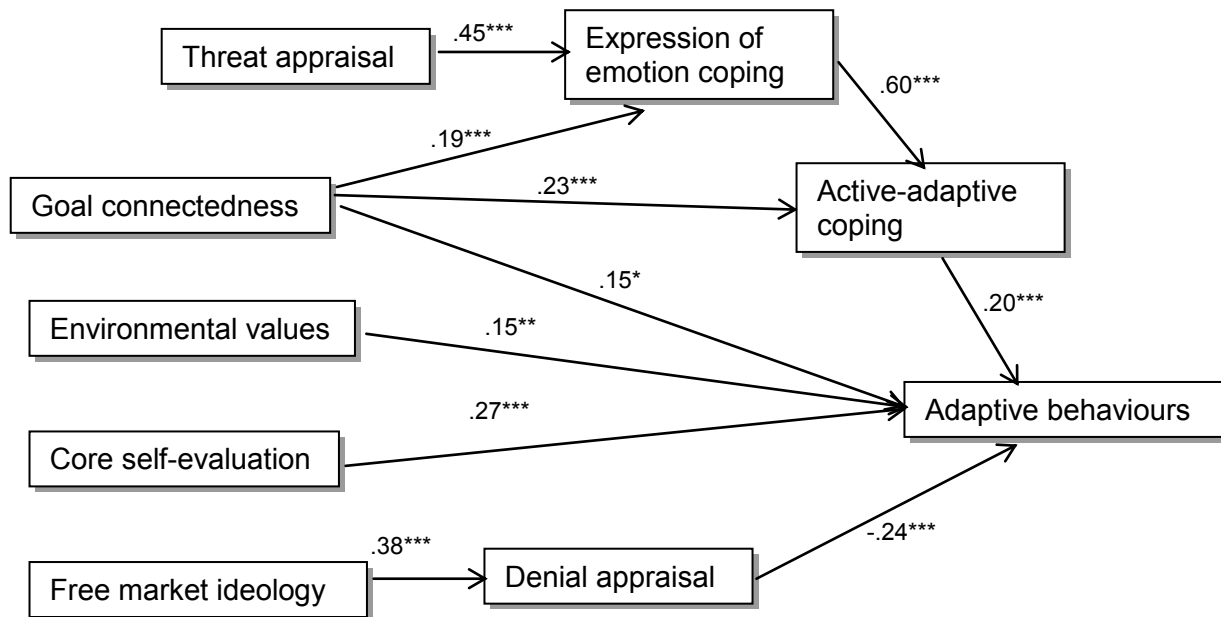 Threat appraisal
.45***
Expression of
emotion coping
.60***
.19***
Goal connectedness
.23***
Active-adaptive
coping
.15*
.20***
Environmental values
.15**
Adaptive behaviours
.27***
Core self-evaluation
-.24***
.38***
Free market ideology
Denial appraisal